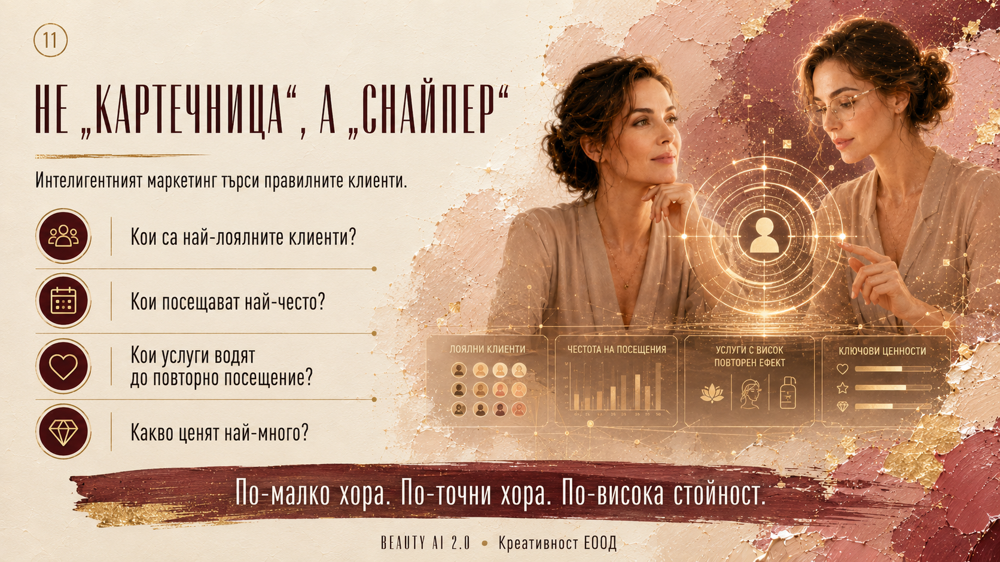 11
НЕ „КАРТЕЧНИЦА“, А „СНАЙПЕР“
Интелигентният маркетинг търси правилните клиенти.
Кои са най-лоялните клиенти?
Кои посещават най-често?
Кои услуги водят
до повторно посещение?
Какво ценят най-много?
ЛОЯЛНИ КЛИЕНТИ
ЧЕСТОТА НА ПОСЕЩЕНИЯ
УСЛУГИ С ВИСОК
ПОВТОРЕН ЕФЕКТ
КЛЮЧОВИ ЦЕННОСТИ
По-малко хора. По-точни хора. По-висока стойност.
BEAUTY AI 2.0 • Креативност ЕООД